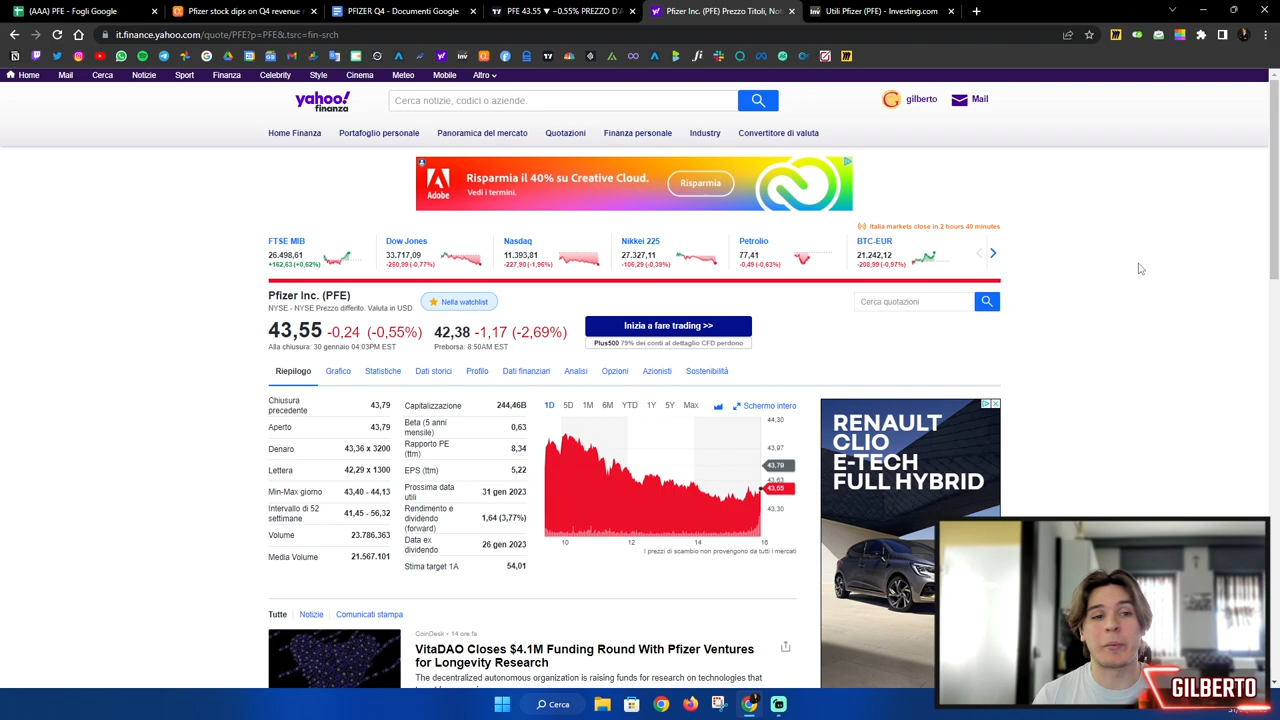 (AAA) PFE - Google F
Pfizer stock dips on Q4
PFE - Google
PFE 43.55 ▼ −0.55% PREZZO D'A
Pfizer Inc. (PFE) Prezzo Titolo, Not
Utili Pfizer (PFE)
it.finance.yahoo.com/quote/PFE?p=PFE&.tsrc=fin-srch
Home Mail Cerca Notizie Sport Finanza Celebrity Style Cinema Meteo Mobile Altro
yahoo! finanza
Cerca notizie, codici o aziende.
gilberto
Mail
Home Finanza Portafoglio personale Panoramica del mercato Quotazioni Finanza personale Industry Convertitore di valuta
Adobe
Risparmia il 40% su Creative Cloud.
Vedi i termini.
Risparmia
Italia markets close in 2 hours 40 minutes
FTSE MIB
26.498,61
+162,63 (+0,62%)
Dow Jones
33.717,09
-260,99 (-0,77%)
Nasdaq
11.393,81
-227,90 (-1,96%)
Nikkei 225
27.327,11
-106,29 (-0,39%)
Petrolio
77,41
-0,49 (-0,63%)
BTC-EUR
21.242,12
-208,99 (-0,97%)
Pfizer Inc. (PFE)
NYSE - NYSE Prezzo differito. Valuta in USD.
Nella watchlist
Cerca quotazioni
43,55 -0,24 (-0,55%)
Alla chiusura: 30 gennaio 04:03PM EST
42,38 -1,17 (-2,69%)
Preborsa: 8:50AM EST
Inizia a fare trading >>
Plus500 79% dei conti al dettaglio CFD perdono
Riepilogo Grafico Statistiche Dati storici Profilo Dati finanziari Analisi Opzioni Azionisti Sostenibilità
Chiusura
precedente 43,79
Aperto 43,79
Denaro 43,36 x 3200
Lettera 42,29 x 1300
Min-Max giorno 43,40 - 44,13
Intervallo di 52
settimane 41,45 - 56,32
Volume 23.786.363
Media Volume 21.567.101
Capitalizzazione 244,46B
Beta (5 anni
mensile) 0,63
Rapporto PE
(ttm) 8,34
EPS (ttm) 5,22
Prossima data
utili 31 gen 2023
Rendimento e
dividendo
(forward) 1,64 (3,77%)
Data ex
dividendo 26 gen 2023
Stima target 1A 54,01
1D 5D 1M 6M YTD 1Y 5Y Max
Schermo intero
44,30
43,97
43,79
43,63
43,55
43,30
10 12 14 16
I prezzi di scambio non provengono da tutti i mercati
RENAULT
CLIO
E-TECH
FULL HYBRID
Tutte Notizie Comunicati stampa
CoinDesk • 14 ore fa
VitaDAO Closes $4.1M Funding Round With Pfizer Ventures
for Longevity Research
The decentralized autonomous organization is raising funds for research on technologies that
GILBERTO
Cerca